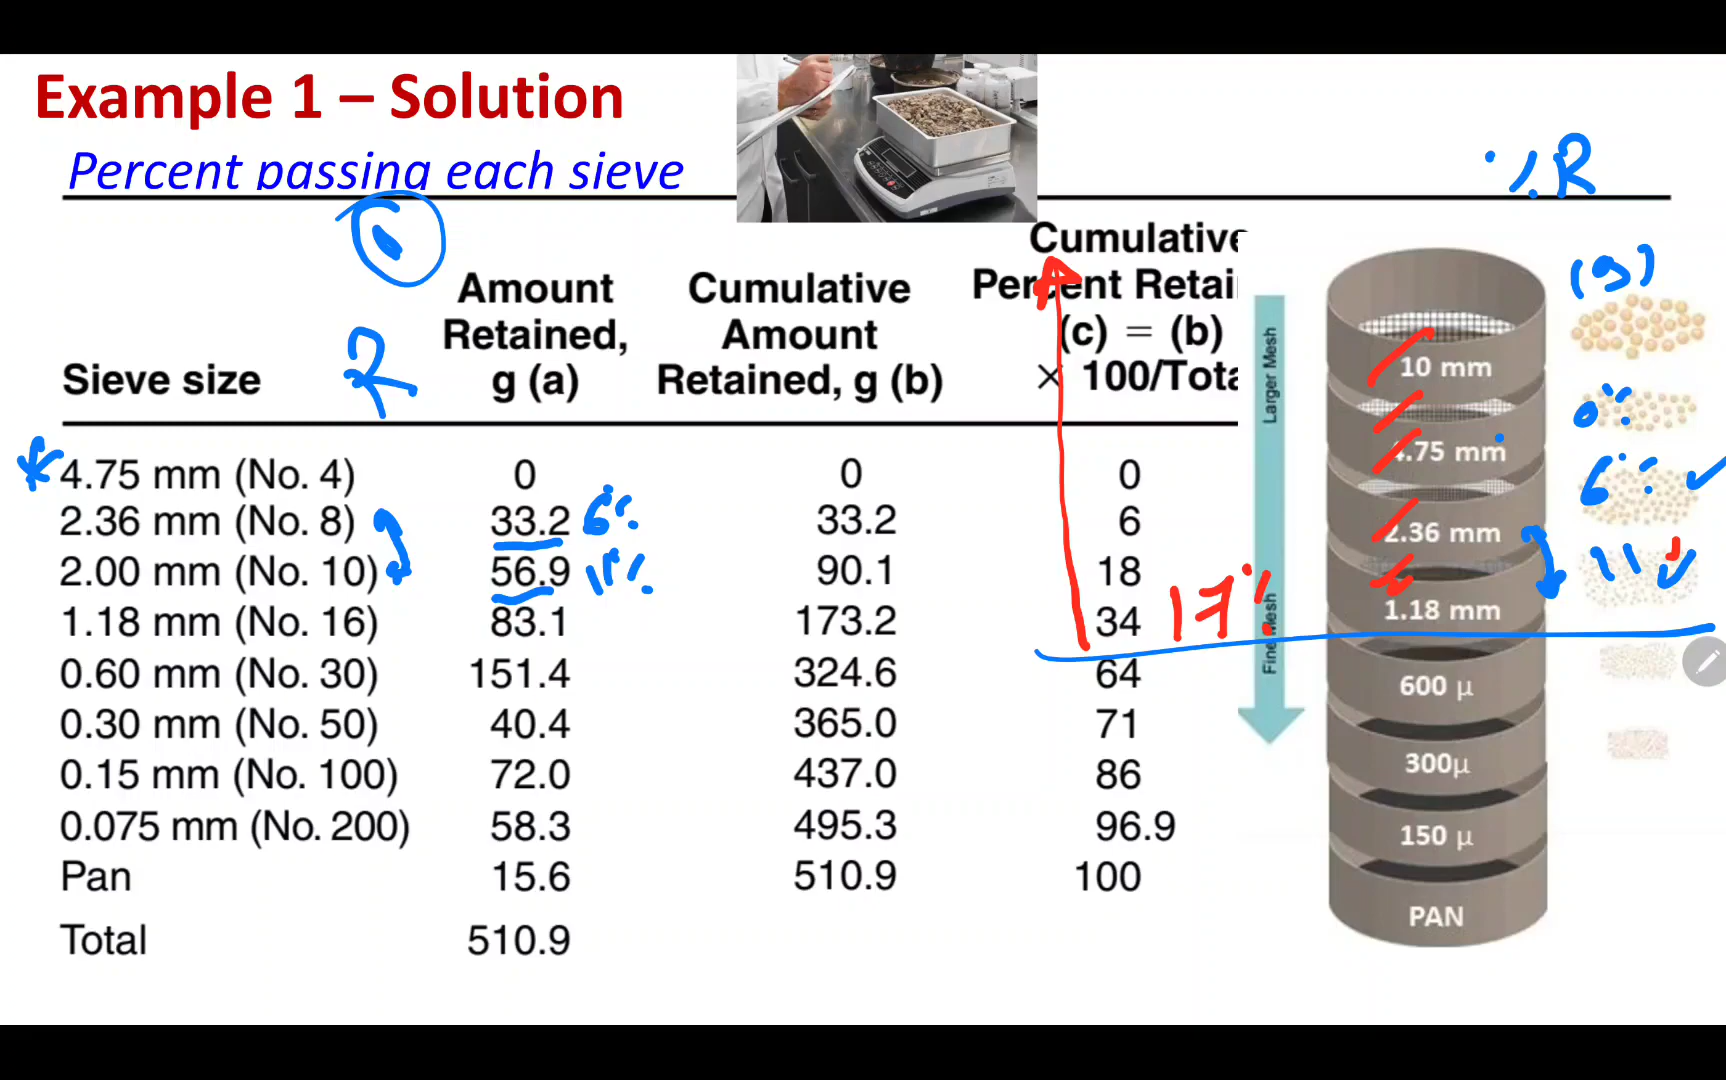 Example 1 – Solution
Percent passing each sieve
%R
Sieve size
R
Amount Retained, g (a)
Cumulative Amount Retained, g (b)
Cumulative Percent Retai
(c) = (b) × 100/Tota
4.75 mm (No. 4) 0 0 0
2.36 mm (No. 8) 33.2 6% 33.2 6
2.00 mm (No. 10) 56.9 11% 90.1 18
1.18 mm (No. 16) 83.1 173.2 34 17%
0.60 mm (No. 30) 151.4 324.6 64
0.30 mm (No. 50) 40.4 365.0 71
0.15 mm (No. 100) 72.0 437.0 86
0.075 mm (No. 200) 58.3 495.3 96.9
Pan 15.6 510.9 100
Total 510.9
Larger Mesh
(g)
10 mm
0%
4.75 mm
6%
2.36 mm
11
1.18 mm
600 µ
300µ
150 µ
PAN